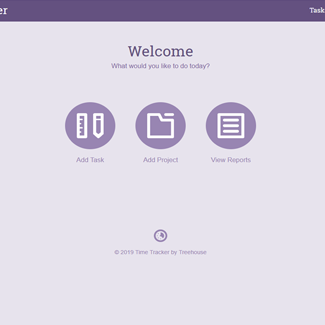 er
Task
Welcome
What would you like to do today?
Add Task
Add Project
View Reports
© 2019 Time Tracker by Treehouse